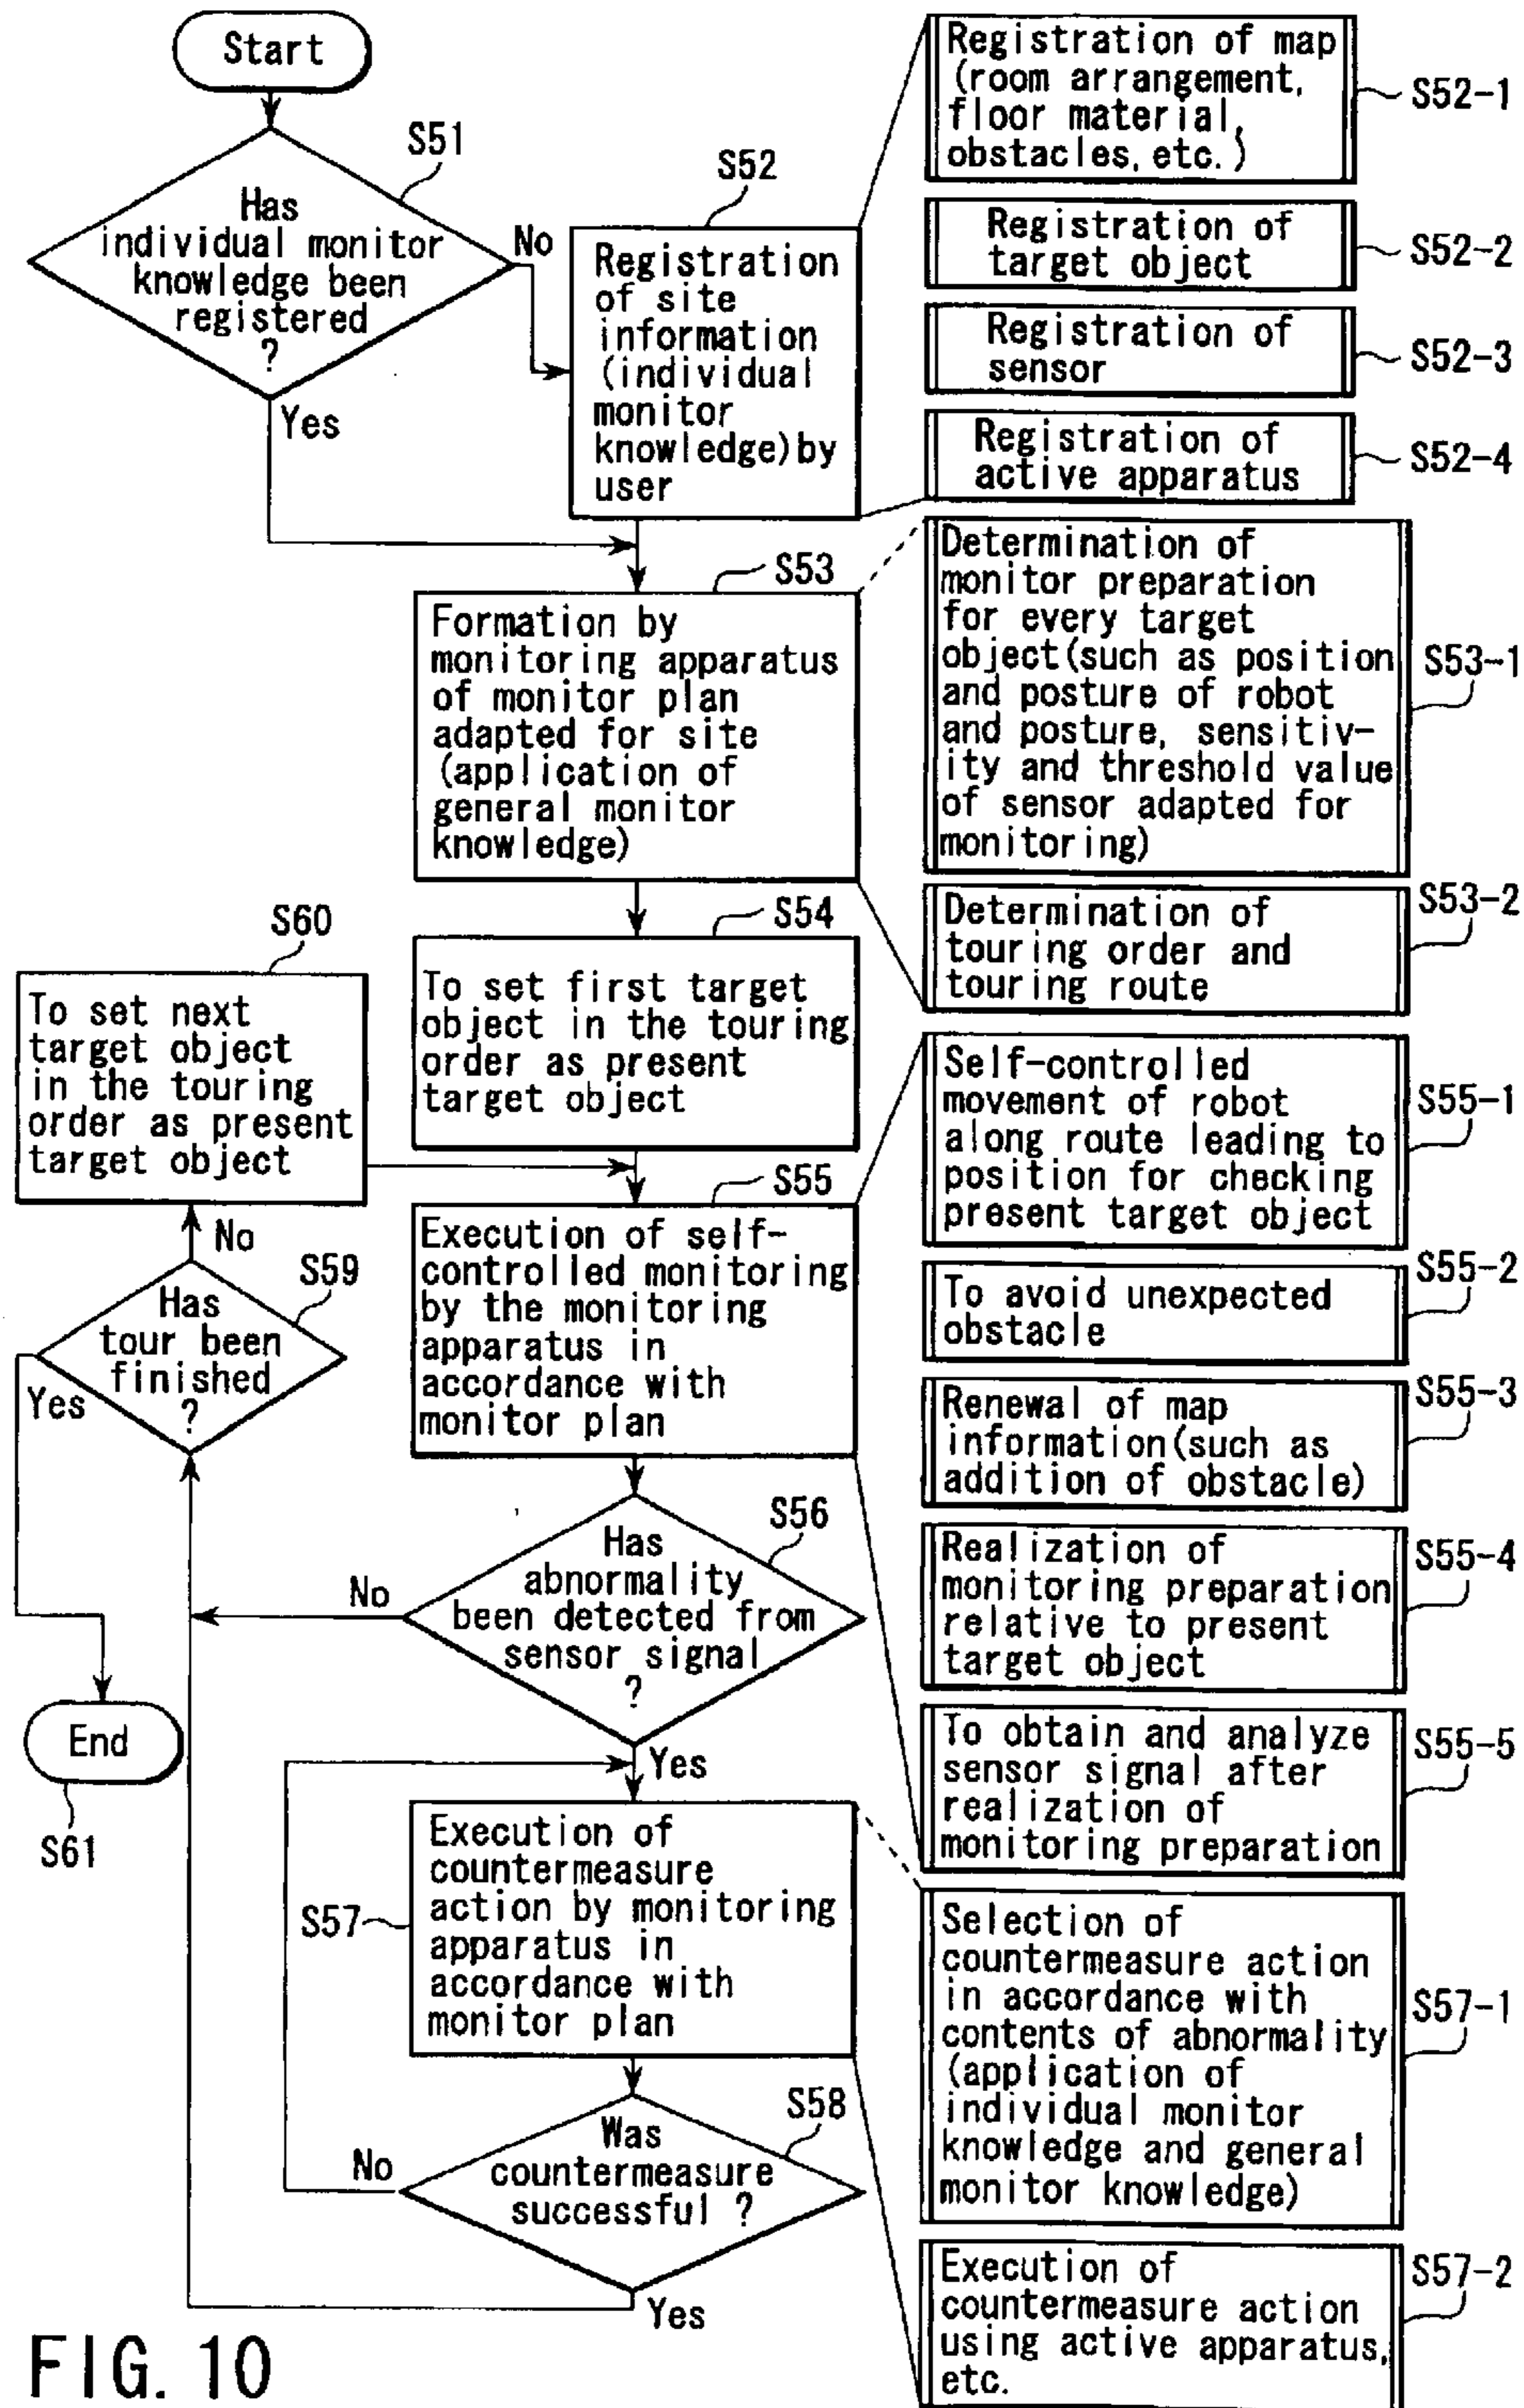 Start
S51
Has
individual monitor
knowledge been
registered
?
No
Yes
S52
Registration
of site
information
(individual
monitor
knowledge)by
user
Registration of map
(room arrangement,
floor material,
obstacles, etc.)
S52-1
Registration of
target object
S52-2
Registration of
sensor
S52-3
Registration of
active apparatus
S52-4
S53
Formation by
monitoring apparatus
of monitor plan
adapted for site
(application of
general monitor
knowledge)
Determination of
monitor preparation
for every target
object(such as position
and posture of robot
and posture, sensitiv-
ity and threshold value
of sensor adapted for
monitoring)
S53-1
Determination of
touring order and
touring route
S53-2
S54
To set first target
object in the touring
order as present
target object
S60
To set next
target object
in the touring
order as present
target object
No
S59
Has
tour been
finished
?
Yes
End
S61
S55
Execution of self-
controlled monitoring
by the monitoring
apparatus in
accordance with
monitor plan
Self-controlled
movement of robot
along route leading to
position for checking
present target object
S55-1
To avoid unexpected
obstacle
S55-2
Renewal of map
information(such as
addition of obstacle)
S55-3
Realization of
monitoring preparation
relative to present
target object
S55-4
To obtain and analyze
sensor signal after
realization of
monitoring preparation
S55-5
S56
Has
abnormality
been detected from
sensor signal
?
No
Yes
S57
Execution of
countermeasure
action by monitoring
apparatus in
accordance with
monitor plan
Selection of
countermeasure action
in accordance with
contents of abnormality
(application of
individual monitor
knowledge and general
monitor knowledge)
S57-1
Execution of
countermeasure action
using active apparatus,
etc.
S57-2
S58
Was
countermeasure
successful ?
No
Yes
FIG. 10